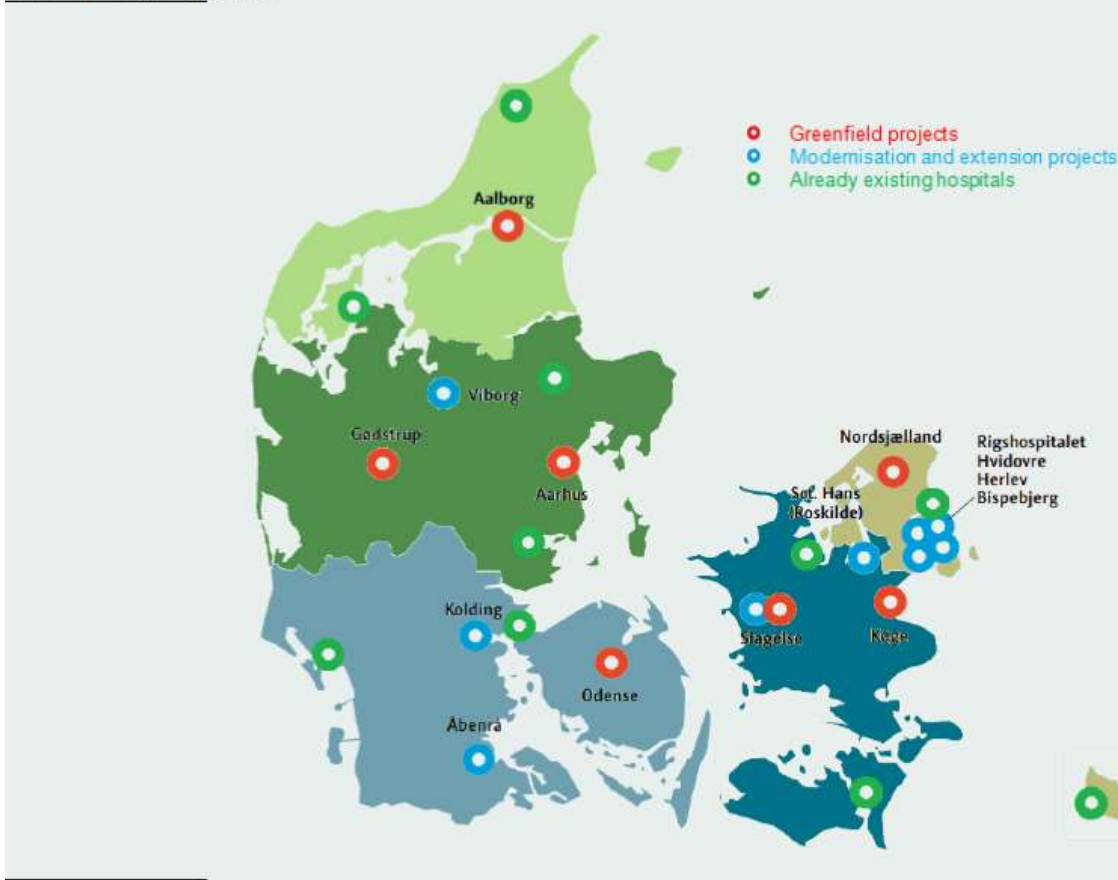 Greenfield projects
Modernisation and extension projects
Already existing hospitals
Aalborg
Viborg
Gødstrup
Aarhus
Nordsjælland
Rigshospitalet
Hvidovre
Herlev
Bispebjerg
Sct. Hans
(Roskilde)
Kolding
Slagelse
Køge
Odense
Åbenrå